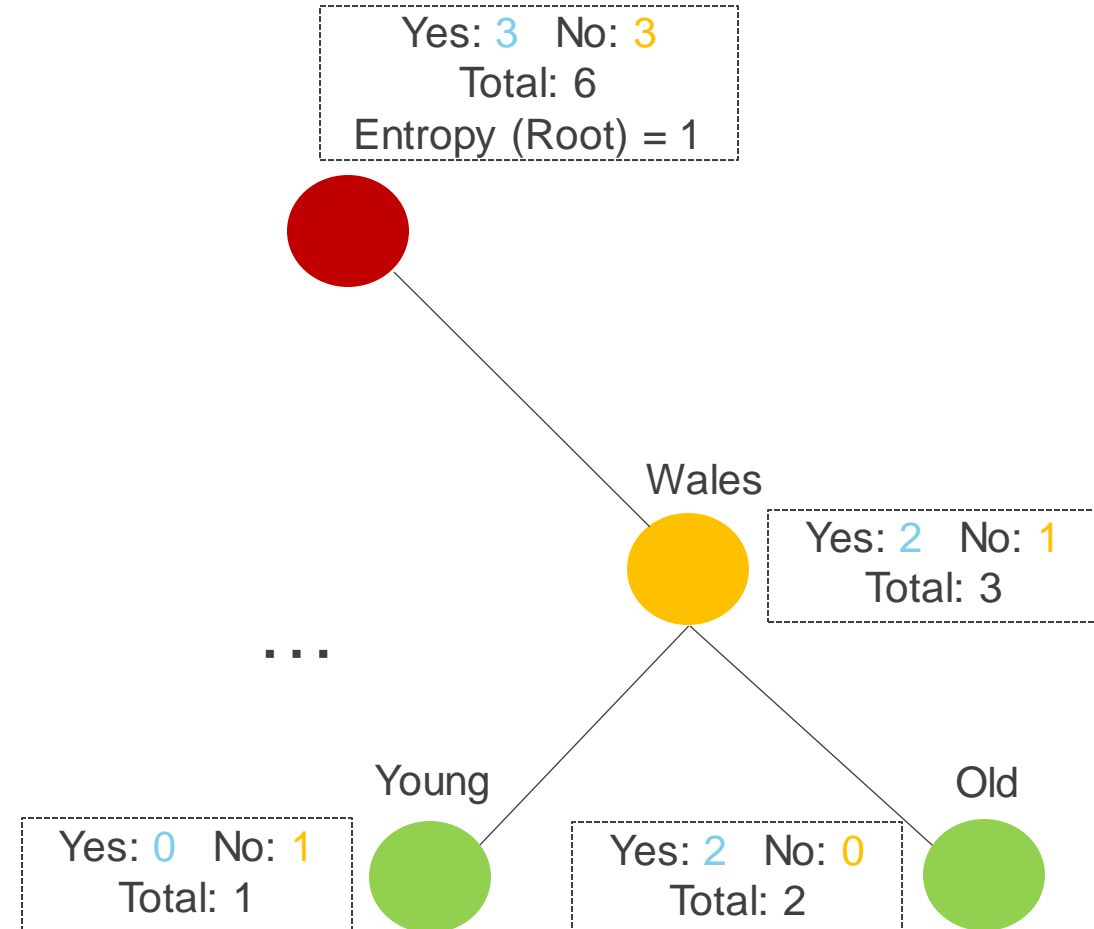 Yes: 3 No: 3
Total: 6
Entropy (Root) = 1
Wales
Yes: 2 No: 1
Total: 3
...
Young
Old
Yes: 0 No: 1
Total: 1
Yes: 2 No: 0
Total: 2